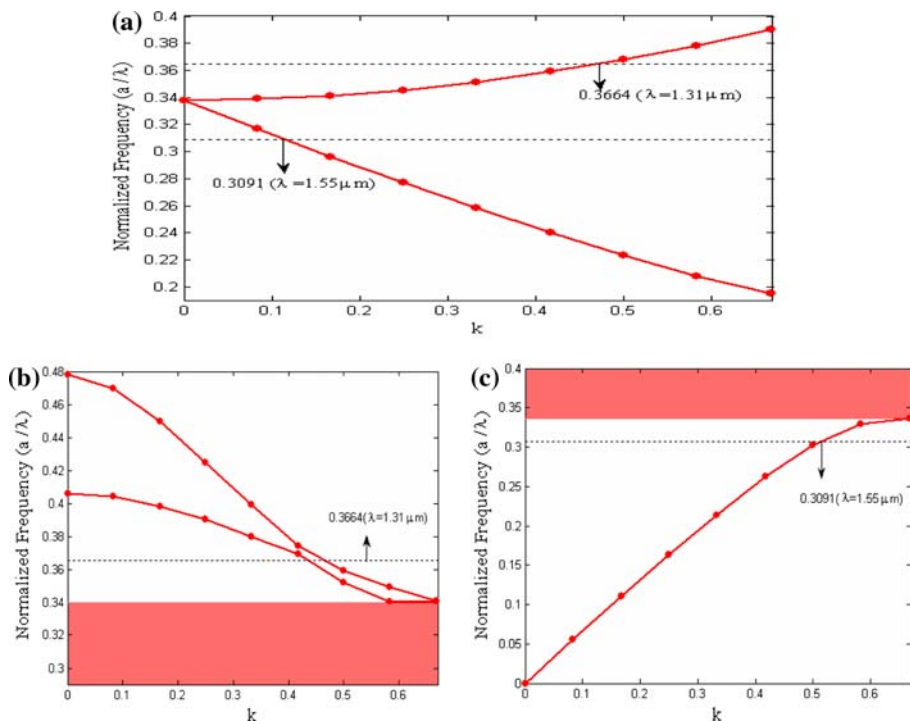 (a)
Normalized Frequency (a/λ)
0.4
0.38
0.36
0.34
0.32
0.3
0.28
0.26
0.24
0.22
0.2
0.3664 (λ=1.31μm)
0.3091 (λ=1.55μm)
0 0.1 0.2 0.3 0.4 0.5 0.6
k
(b)
Normalized Frequency (a/λ)
0.48
0.46
0.44
0.42
0.4
0.38
0.36
0.34
0.32
0.3
0.3664(λ=1.31μm)
0 0.1 0.2 0.3 0.4 0.5 0.6
k
(c)
Normalized Frequency (a/λ)
0.4
0.35
0.3
0.25
0.2
0.15
0.1
0.05
0
0.3091(λ=1.55μm)
0 0.1 0.2 0.3 0.4 0.5 0.6
k